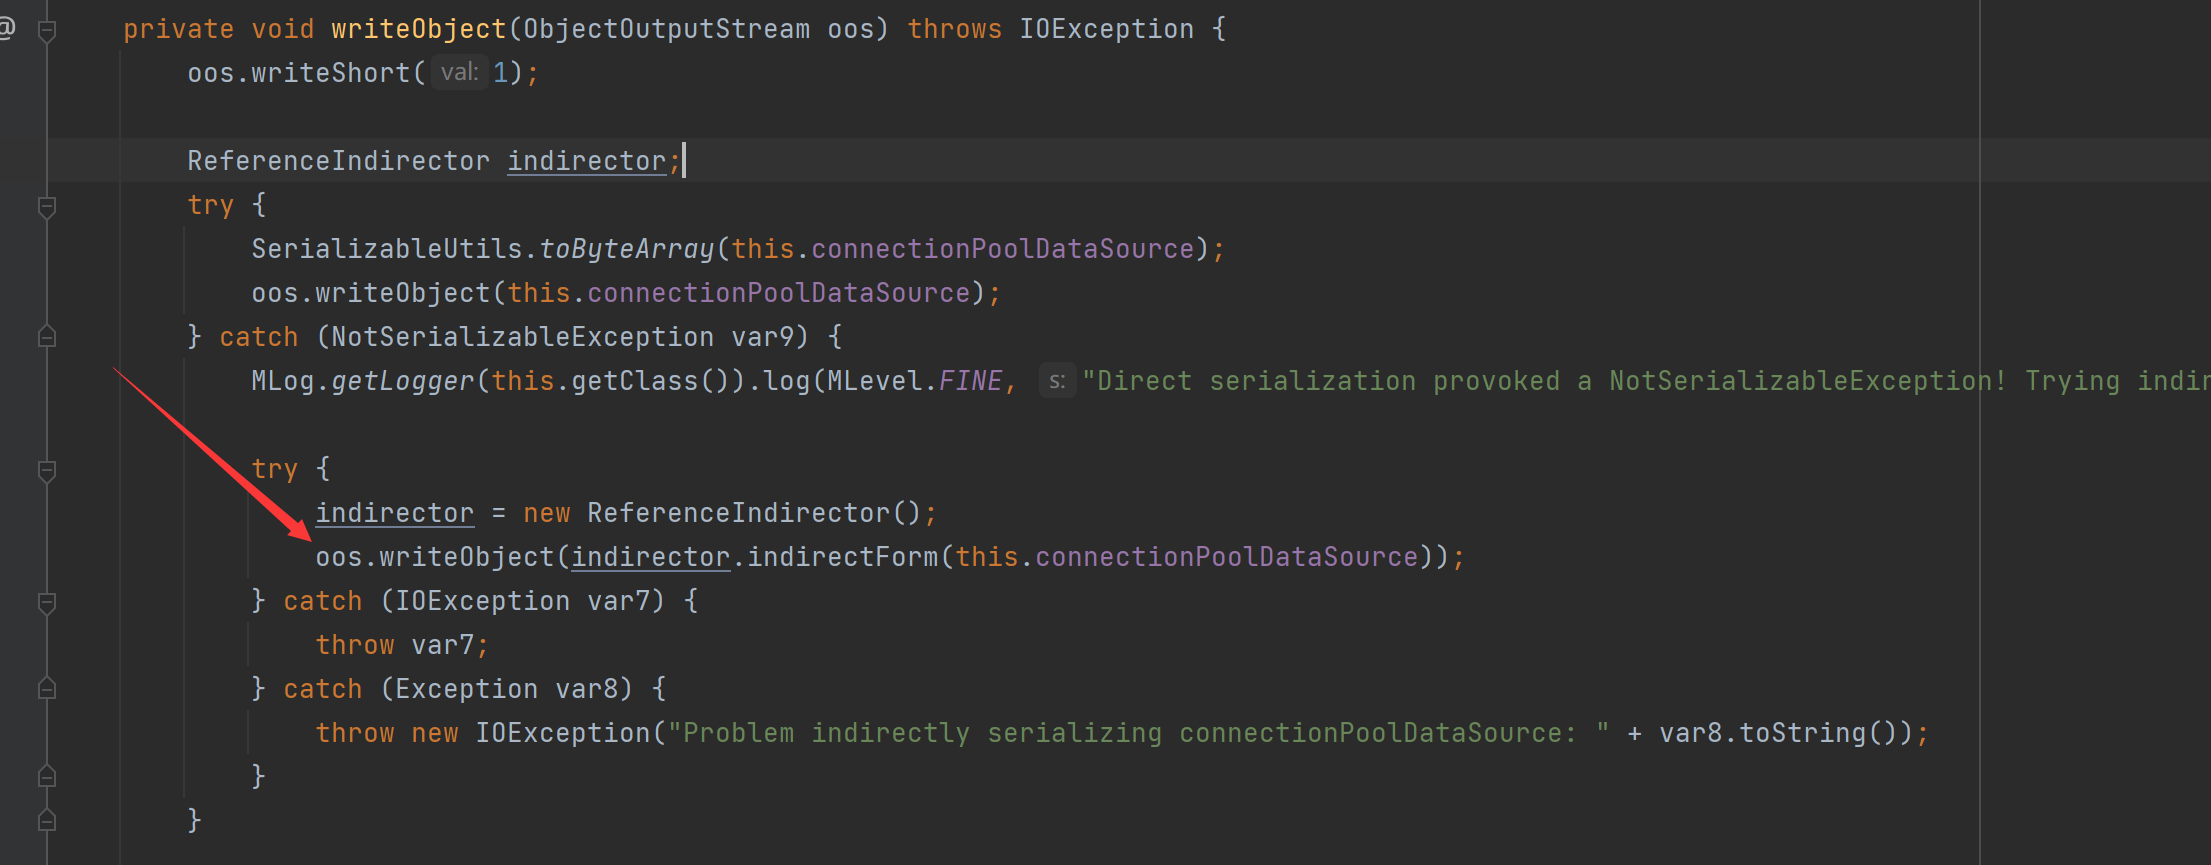 @
private void writeObject(ObjectOutputStream oos) throws IOException {
oos.writeShort( val: 1);
ReferenceIndirector indirector;
try {
SerializableUtils.toByteArray(this.connectionPoolDataSource);
oos.writeObject(this.connectionPoolDataSource);
} catch (NotSerializableException var9) {
MLog.getLogger(this.getClass()).log(MLevel.FINE, s: "Direct serialization provoked a NotSerializableException! Trying
try {
indirector = new ReferenceIndirector();
oos.writeObject(indirector.indirectForm(this.connectionPoolDataSource));
} catch (IOException var7) {
throw var7;
} catch (Exception var8) {
throw new IOException("Problem indirectly serializing connectionPoolDataSource: " + var8.toString());
}
}